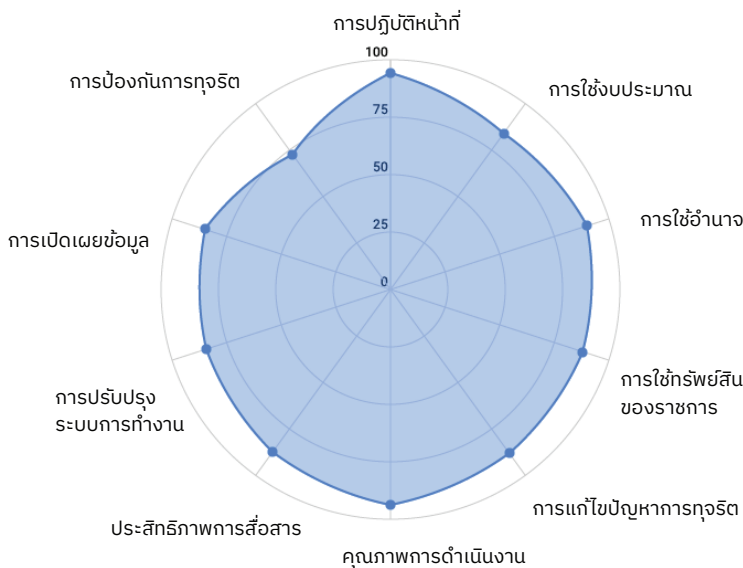 การปฏิบัติหน้าที่
100
การป้องกันการทุจริต
การใช้งบประมาณ
75
50
การใช้อำนาจ
25
การเปิดเผยข้อมูล
0
การใช้ทรัพย์สิน
ของราชการ
การปรับปรุง
ระบบการทำงาน
การแก้ไขปัญหาการทุจริต
ประสิทธิภาพการสื่อสาร
คุณภาพการดำเนินงาน